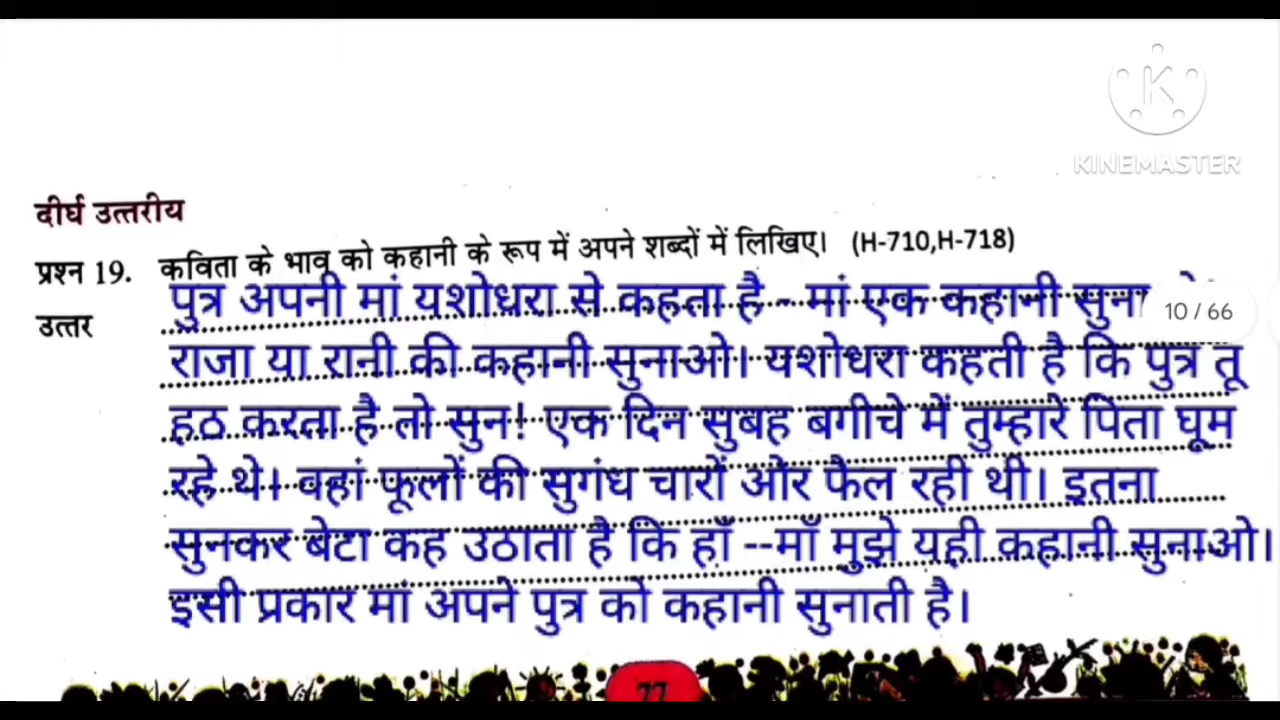 KINEMASTER
दीर्घ उत्तरीय
प्रश्न 19. कविता के भाव को कहानी के रूप में अपने शब्दों में लिखिए। (H-710,H-718)
उत्तर
पुत्र अपनी मां यशोधरा से कहता है - मां एक कहानी
10 / 66
राजा या रानी की कहानी सुनाओ। यशोधरा कहती है कि पुत्र तू
हठ करता है तो सुन! एक दिन सुबह बगीचे में तुम्हारे पिता घूम
रहे थे। वहां फूलों की सुगंध चारों ओर फैल रही थी। इतना
सुनकर बेटा कह उठाता है कि हाँ --माँ मुझे यही कहानी सुनाओ।
इसी प्रकार मां अपने पुत्र को कहानी सुनाती है।
77